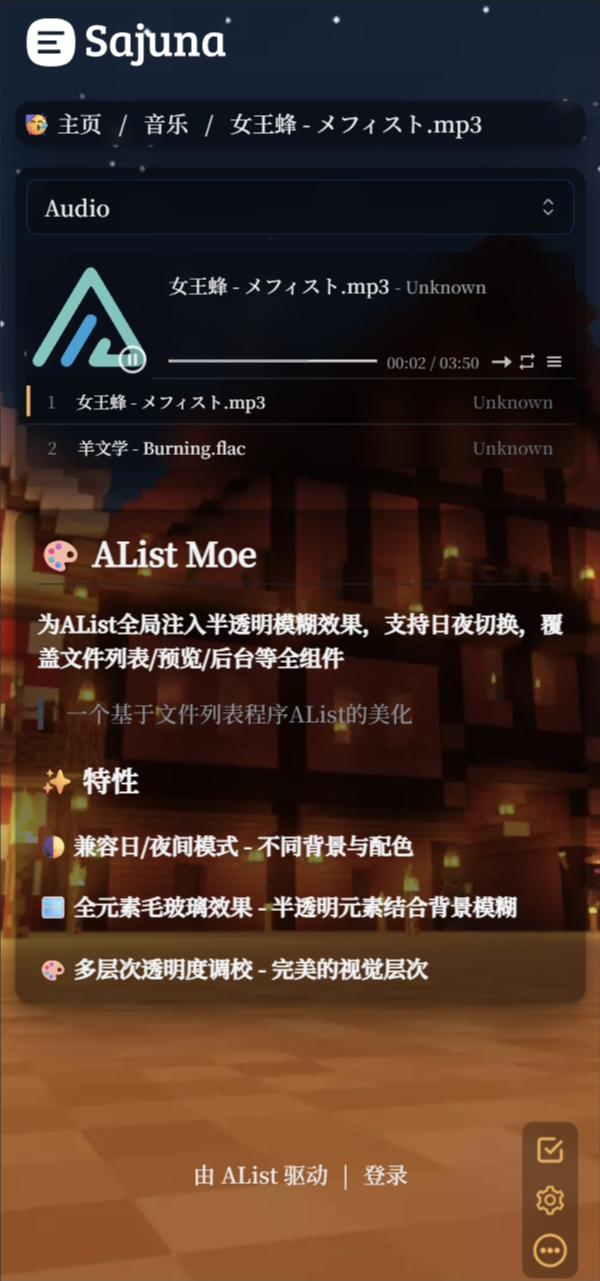 Sajuna
主页 / 音乐 / 女王蜂 - メフィスト.mp3
Audio
女王蜂 - メフィスト.mp3 - Unknown
00:02 / 03:50
1 女王蜂 - メフィスト.mp3 Unknown
2 羊文学 - Burning.flac Unknown
AList Moe
为AList全局注入半透明模糊效果，支持日夜切换，覆
盖文件列表/预览/后台等全组件
一个基于文件列表程序AList的美化
特性
兼容日/夜间模式 - 不同背景与配色
全元素毛玻璃效果 - 半透明元素结合背景模糊
多层次透明度调校 - 完美的视觉层次
由 AList 驱动 | 登录